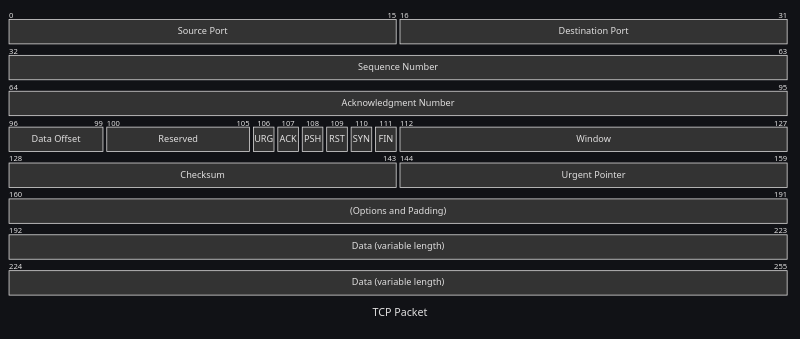 0 15 16 31
Source Port Destination Port
32 63
Sequence Number
64 95
Acknowledgment Number
96 99 100 105 106 107 108 109 110 111 112 127
Data Offset Reserved URG ACK PSH RST SYN FIN Window
128 143 144 159
Checksum Urgent Pointer
160 191
(Options and Padding)
192 223
Data (variable length)
224 255
Data (variable length)
TCP Packet